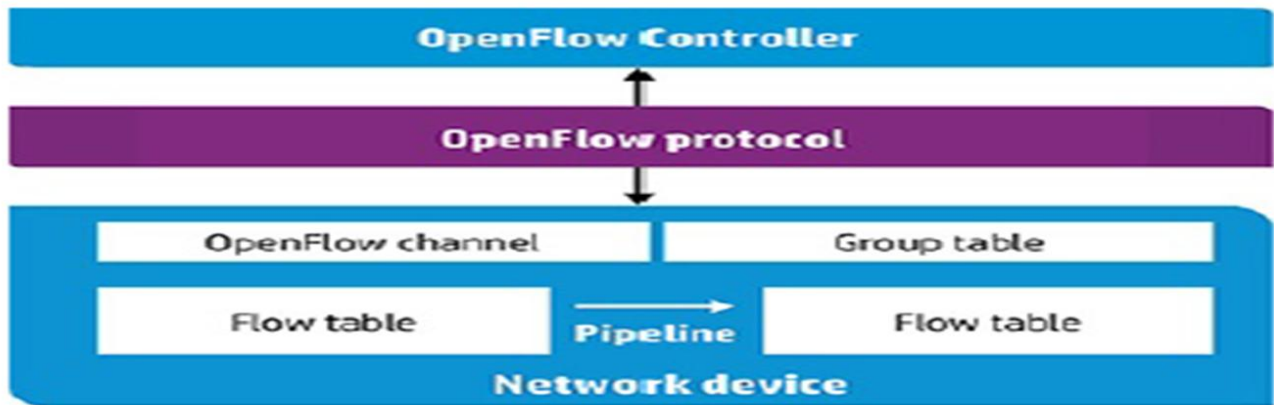 OpenFlow Controller
OpenFlow protocol
OpenFlow channel
Group table
Flow table
Pipeline
Flow table
Network device